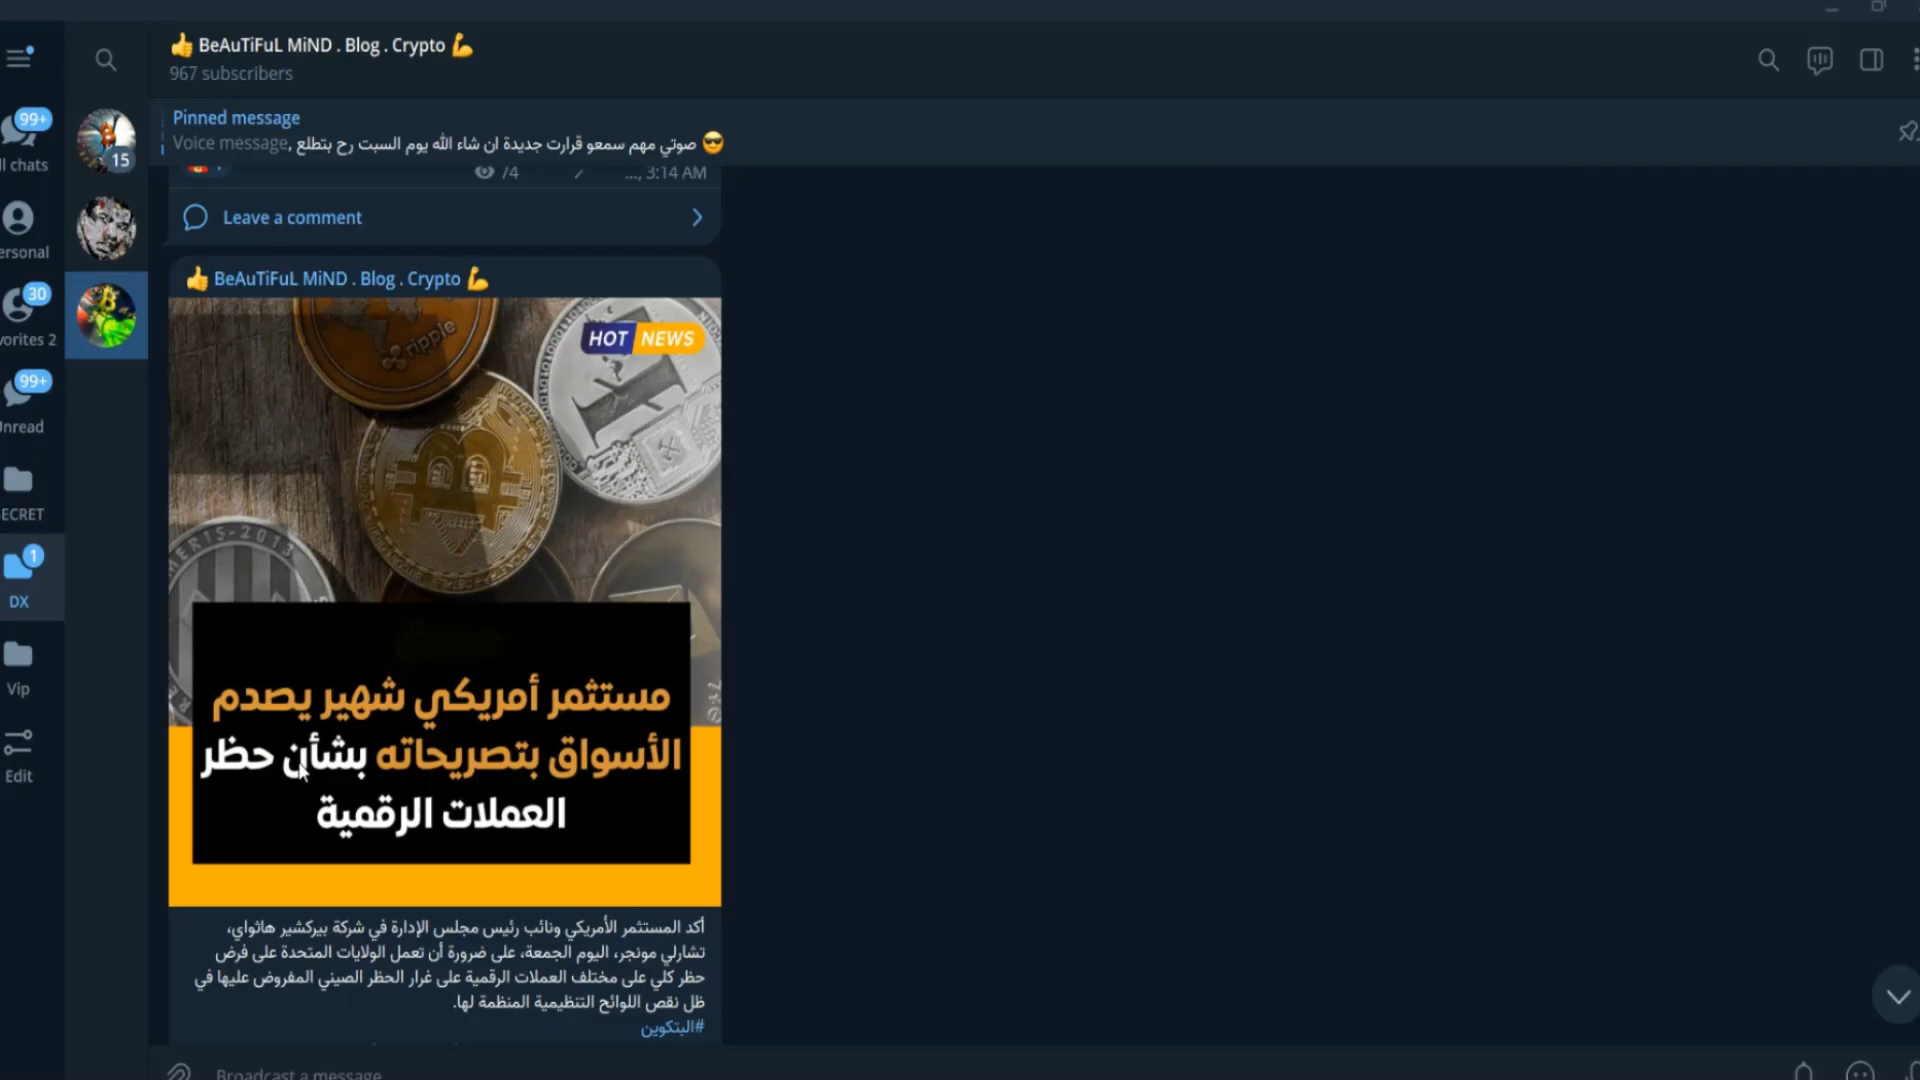 👍 BeAuTiFuL MiND . Blog . Crypto 💪
967 subscribers
Pinned message
Voice message, صوتي مهم سمعو قرارت جديدة ان شاء الله يوم السبت رح بتطلع 😎
99+
chats
15
30
vorites 2
99+
DX
1
Vip
Edit
3:14 AM
Leave a comment
👍 BeAuTiFuL MiND . Blog . Crypto 💪
ripple
HOT NEWS
مستثمر أمريكي شهير يصدم
الأسواق بتصريحاته بشأن حظر
العملات الرقمية
أكد المستثمر الأمريكي ونائب رئيس مجلس الإدارة في شركة بيركشير هاثواي،
تشارلي مونجر، اليوم الجمعة، على ضرورة أن تعمل الولايات المتحدة على فرض
حظر كلي على مختلف العملات الرقمية على غرار الحظر الصيني المفروض عليها في
ظل نقص اللوائح التنظيمية المنظمة لها.
#البتكوين
Broadcast a message